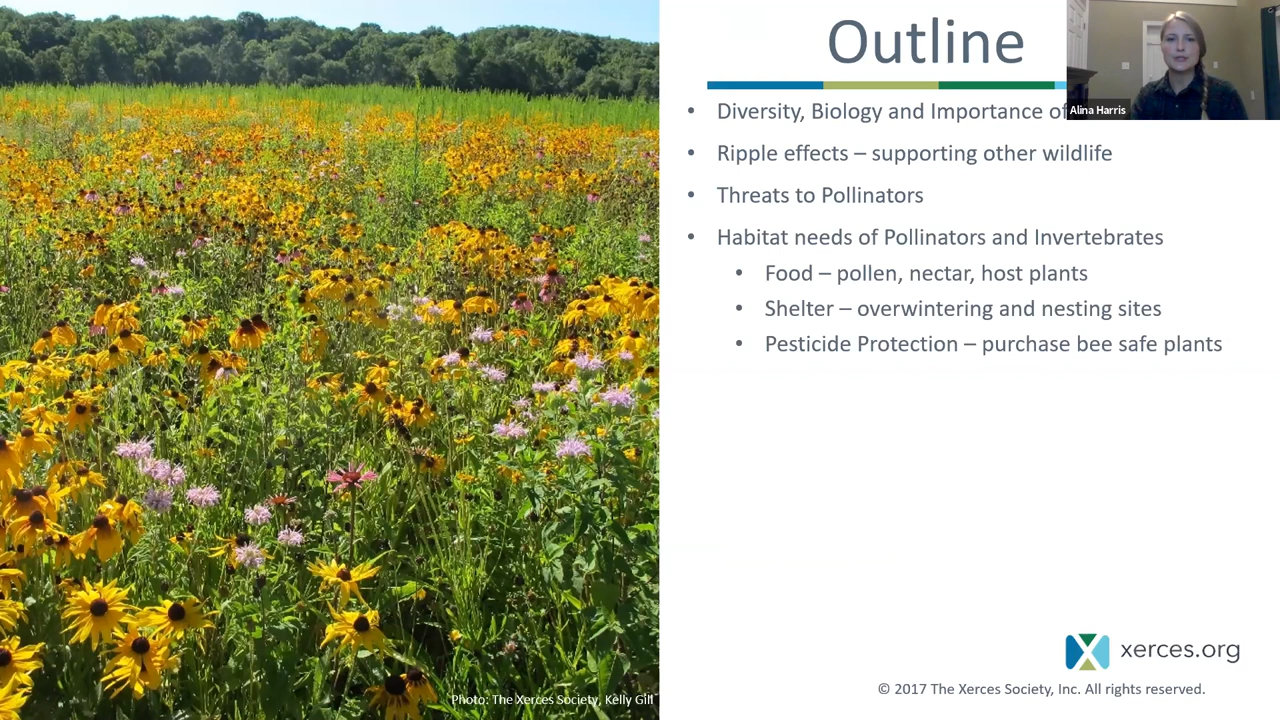 Outline
Alina Harris
• Diversity, Biology and Importance of
• Ripple effects – supporting other wildlife
• Threats to Pollinators
• Habitat needs of Pollinators and Invertebrates
• Food – pollen, nectar, host plants
• Shelter – overwintering and nesting sites
• Pesticide Protection – purchase bee safe plants
xerces.org
© 2017 The Xerces Society, Inc. All rights reserved.
Photo: The Xerces Society, Kelly Gill